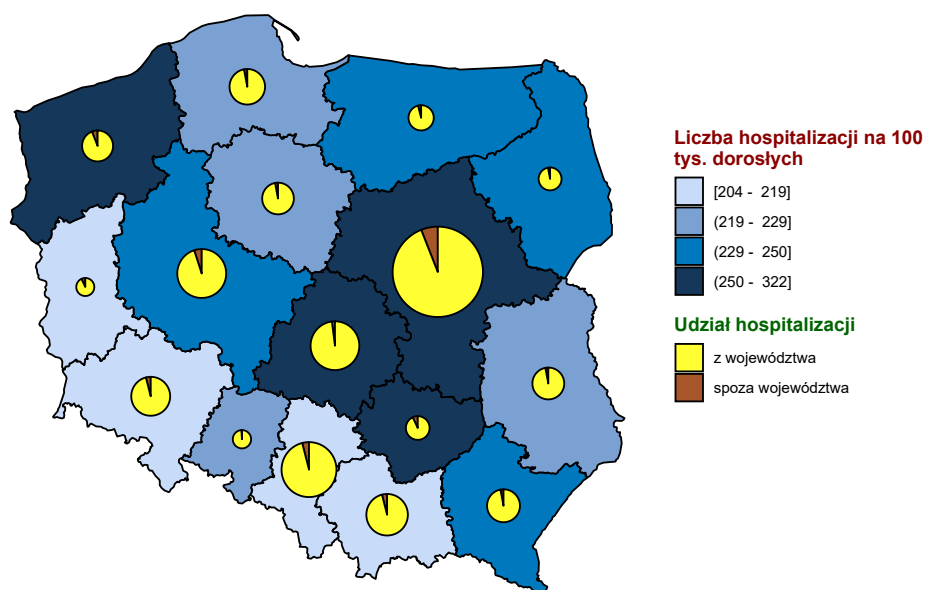 Liczba hospitalizacji na 100
tys. dorosłych
[204 - 219]
(219 - 229]
(229 - 250]
(250 - 322]
Udział hospitalizacji
z województwa
spoza województwa